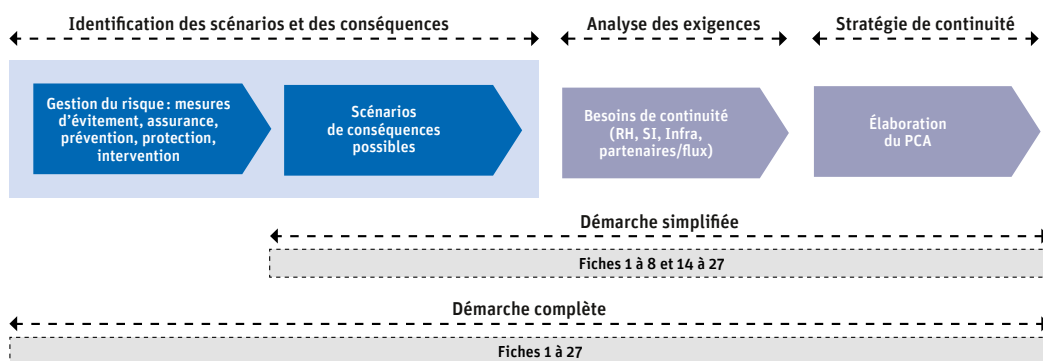 Identification des scénarios et des conséquences
Analyse des exigences
Stratégie de continuité
Gestion du risque : mesures
d'évitement, assurance,
prévention, protection,
intervention
Scénarios
de conséquences
possibles
Besoins de continuité
(RH, SI, Infra,
partenaires/flux)
Élaboration
du PCA
Démarche simplifiée
Fiches 1 à 8 et 14 à 27
Démarche complète
Fiches 1 à 27